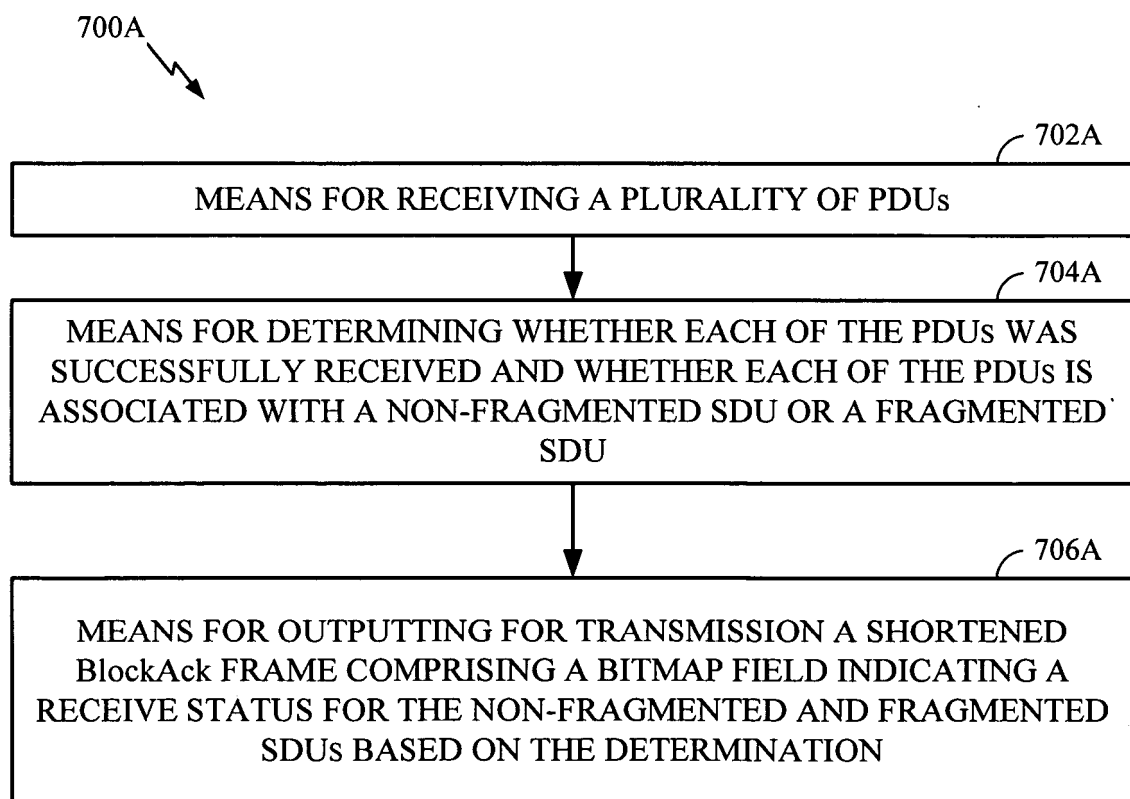 700A
702A
MEANS FOR RECEIVING A PLURALITY OF PDUs
704A
MEANS FOR DETERMINING WHETHER EACH OF THE PDUs WAS
SUCCESSFULLY RECEIVED AND WHETHER EACH OF THE PDUs IS
ASSOCIATED WITH A NON-FRAGMENTED SDU OR A FRAGMENTED
SDU
706A
MEANS FOR OUTPUTTING FOR TRANSMISSION A SHORTENED
BlockAck FRAME COMPRISING A BITMAP FIELD INDICATING A
RECEIVE STATUS FOR THE NON-FRAGMENTED AND FRAGMENTED
SDUs BASED ON THE DETERMINATION